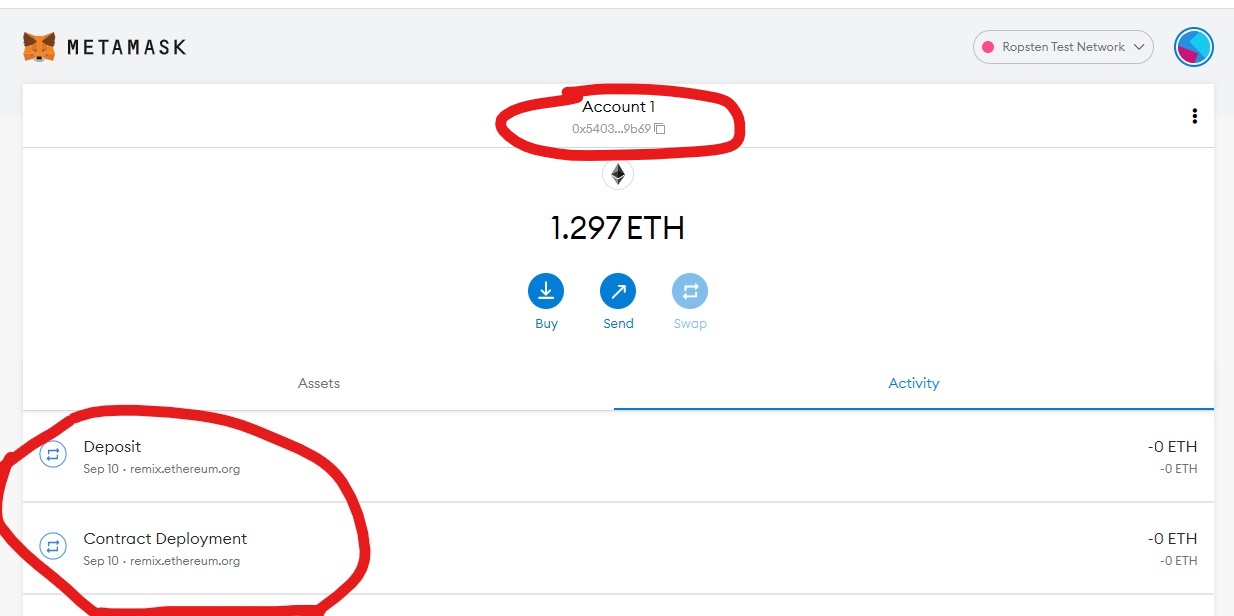 METAMASK
Ropsten Test Network
Account 1
0x5403...9b69
1.297 ETH
Buy
Send
Swap
Assets
Activity
Deposit
-0 ETH
Sep 10 · remix.ethereum.org
-0 ETH
Contract Deployment
-0 ETH
Sep 10 · remix.ethereum.org
-0 ETH